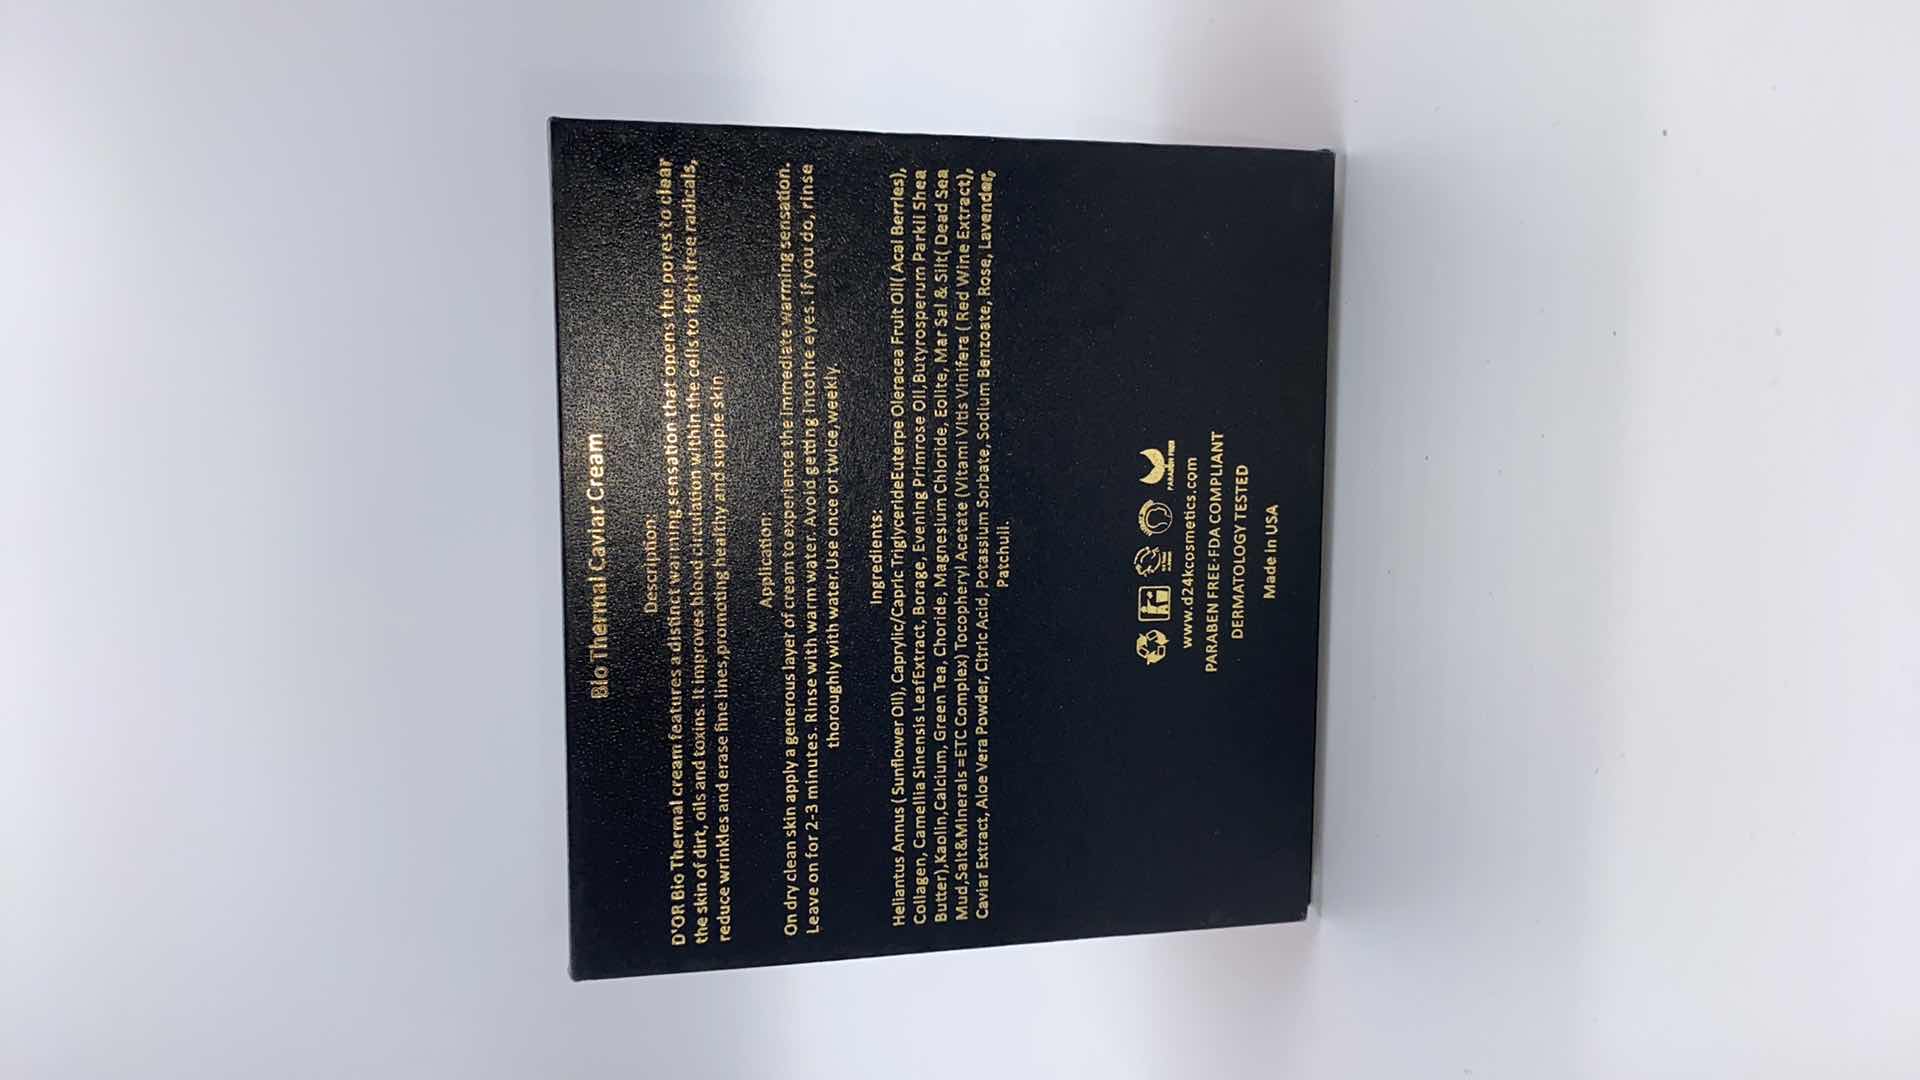 Bio Thermal Caviar Cream
Description:
D'OR Bio Thermal cream features a distinct warming sensation that opens the pores to clear
the skin of dirt, oils and toxins. It improves blood circulation within the cells to fight free radicals,
reduce wrinkles and erase fine lines,promoting healthy and supple skin.
Application:
On dry clean skin apply a generous layer of cream to experience the immediate warming sensation.
Leave on for 2-3 minutes. Rinse with warm water. Avoid getting intothe eyes. if you do, rinse
thoroughly with water.Use once or twice,weekly.
Ingredients:
Heliantus Annus ( Sunflower Oil), Caprylic/Capric TriglycerideEuterpe Oleracea Fruit Oil( Acai Berries),
Collagen, Camellia Sinensis LeafExtract, Borage, Evening Primrose Oil,Butyrosperum Parkii Shea
Butter),Kaolin,Calcium, Green Tea, Choride, Magnesium Chloride, Eolite, Mar Sal & Silt( Dead Sea
Mud,Salt&Minerals =ETC Complex) Tocopheryl Acetate (Vitami Vitis Vinifera ( Red Wine Extract),
Caviar Extract, Aloe Vera Powder, Citric Acid, Potassium Sorbate, Sodium Benzoate, Rose, Lavender,
Patchuli.
PARABEN FREE
www.d24kcosmetics.com
PARABEN FREE-FDA COMPLIANT
DERMATOLOGY TESTED
Made In USA